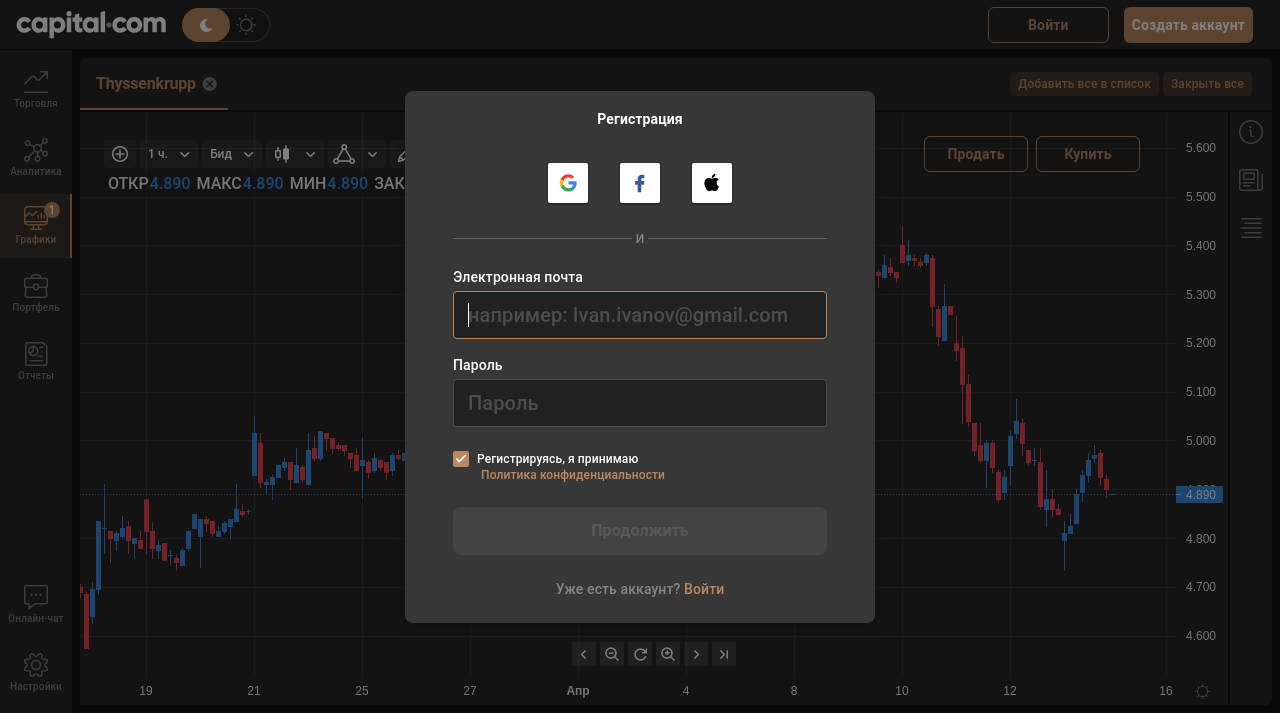 capital.com
Войти
Создать аккаунт
Торговля
Аналитика
1
Графики
Портфель
Отчеты
Онлайн-чат
Настройки
Thyssenkrupp
Добавить все в список
Закрыть все
1 ч.
Бид
ОТКР4.890 МАКС4.890 МИН4.890 ЗАК
Продать
Купить
Регистрация
И
Электронная почта
например: Ivan.ivanov@gmail.com
Пароль
Пароль
Регистрируясь, я принимаю
Политика конфиденциальности
Продолжить
Уже есть аккаунт? Войти
5.600
5.500
5.400
5.300
5.200
5.100
5.000
4.890
4.800
4.700
4.600
19
21
25
27
Апр
4
8
10
12
16